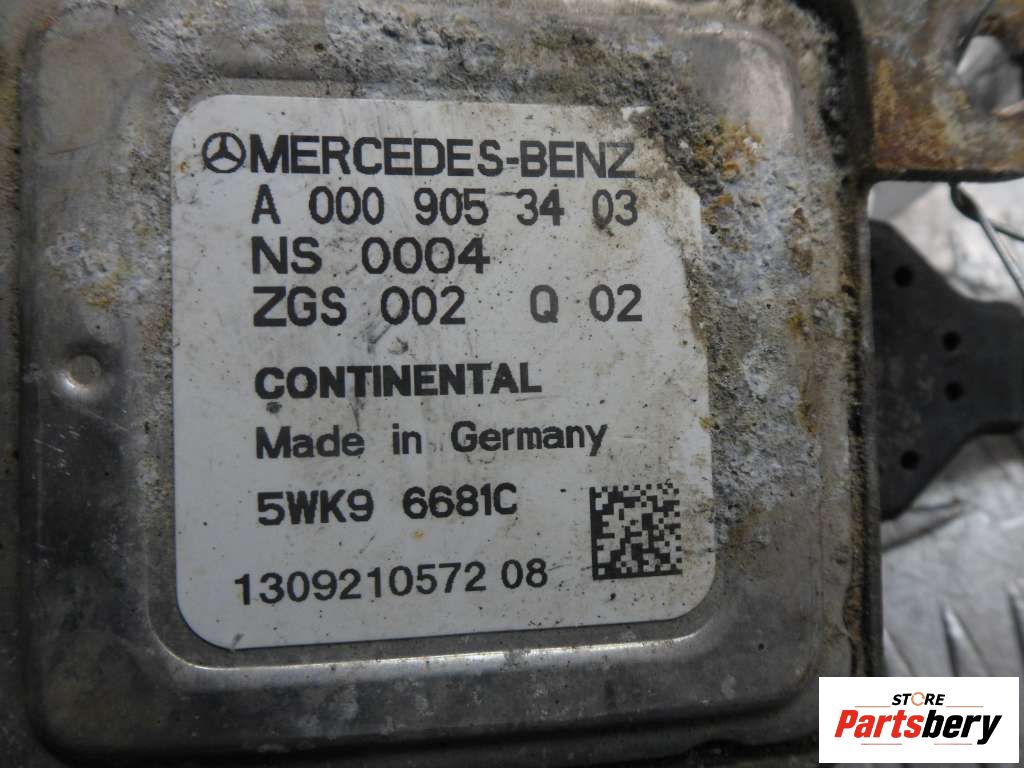 MERCEDES-BENZ
A 000 905 34 03
NS 0004
ZGS 002 Q 02
CONTINENTAL
Made in Germany
5WK9 6681C
1309210572 08
STORE
Partsbery